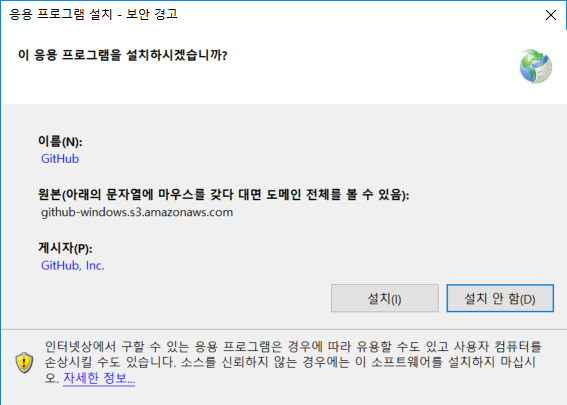 응용 프로그램 설치 - 보안 경고
이 응용 프로그램을 설치하시겠습니까?
이름(N):
GitHub
원본(아래의 문자열에 마우스를 갖다 대면 도메인 전체를 볼 수 있음):
github-windows.s3.amazonaws.com
게시자(P):
GitHub, Inc.
설치(I) 설치 안 함(D)
인터넷상에서 구할 수 있는 응용 프로그램은 경우에 따라 유용할 수도 있고 사용자 컴퓨터를
손상시킬 수도 있습니다. 소스를 신뢰하지 않는 경우에는 이 소프트웨어를 설치하지 마십시
오. 자세한 정보...